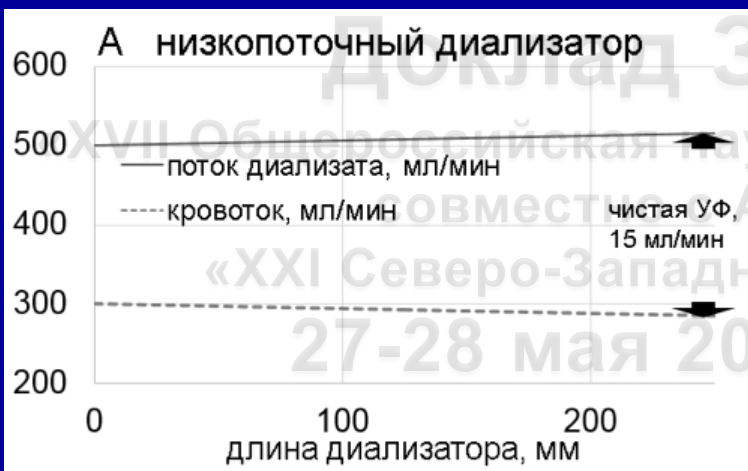 А низкопоточный диализатор
Доклад З
XVII Общероссийская нау
совместно с А
«XXI Северо-Западн
27-28 мая 20
600
500
400
300
200
поток диализата, мл/мин
кровоток, мл/мин
чистая УФ,
15 мл/мин
0 100 200
длина диализатора, мм